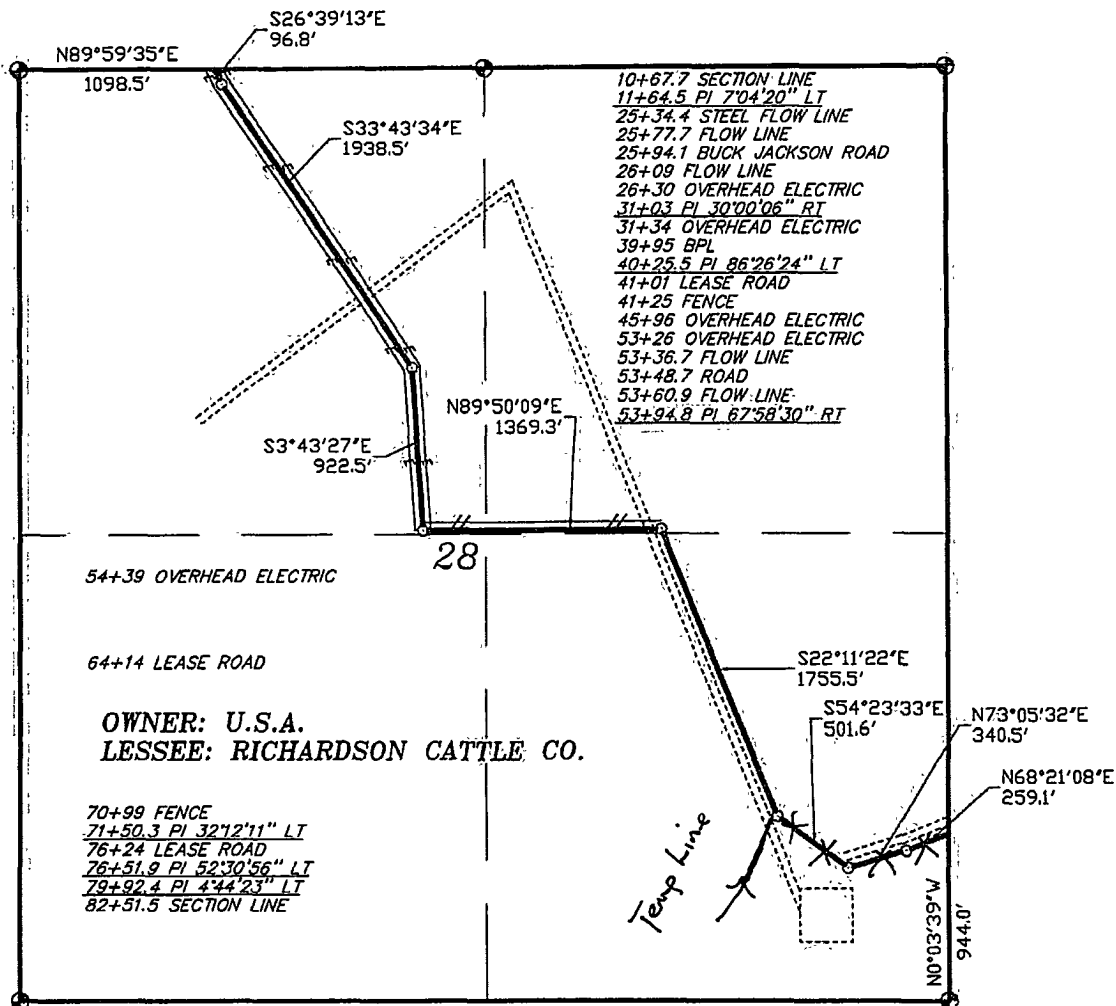 S26°39'13"E
96.8'
N89°59'35"E
1098.5'
S33°43'34"E
1938.5'
10+67.7 SECTION LINE
11+64.5 PI 7°04'20" LT
25+34.4 STEEL FLOW LINE
25+77.7 FLOW LINE
25+94.1 BUCK JACKSON ROAD
26+09 FLOW LINE
26+30 OVERHEAD ELECTRIC
31+03 PI 30°00'06" RT
31+34 OVERHEAD ELECTRIC
39+95 BPL
40+25.5 PI 86°26'24" LT
41+01 LEASE ROAD
41+25 FENCE
45+96 OVERHEAD ELECTRIC
53+26 OVERHEAD ELECTRIC
53+36.7 FLOW LINE
53+48.7 ROAD
53+60.9 FLOW LINE
53+94.8 PI 67°58'30" RT
N89°50'09"E
1369.3'
S3°43'27"E
922.5'
28
54+39 OVERHEAD ELECTRIC
64+14 LEASE ROAD
OWNER: U.S.A.
LESSEE: RICHARDSON CATTLE CO.
S22°11'22"E
1755.5'
S54°23'33"E
501.6'
N73°05'32"E
340.5'
N68°21'08"E
259.1'
70+99 FENCE
71+50.3 PI 32°12'11" LT
76+24 LEASE ROAD
76+51.9 PI 52°30'56" LT
79+92.4 PI 4°44'23" LT
82+51.5 SECTION LINE
Temp Line
N0°03'39"W
944.0'